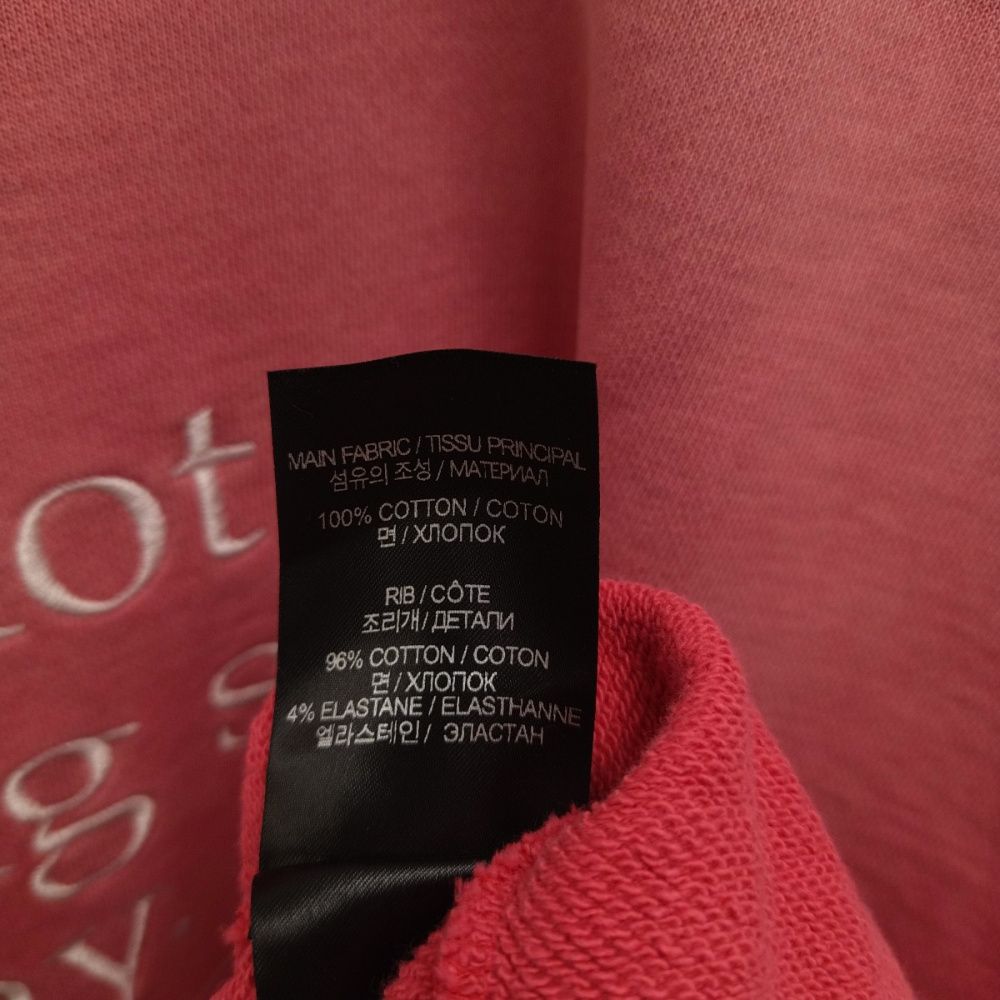 MAIN FABRIC / TISSU PRINCIPAL
섬유의 조성 / МАТЕРИАЛ
100% COTTON / COTON
면 / ХЛОПОК
RIB / CÔTE
조리개 / ДЕТАЛИ
96% COTTON / COTON
면 / ХЛОПОК
4% ELASTANE / ELASTHANNE
엘라스테인 / ЭЛАСТАН